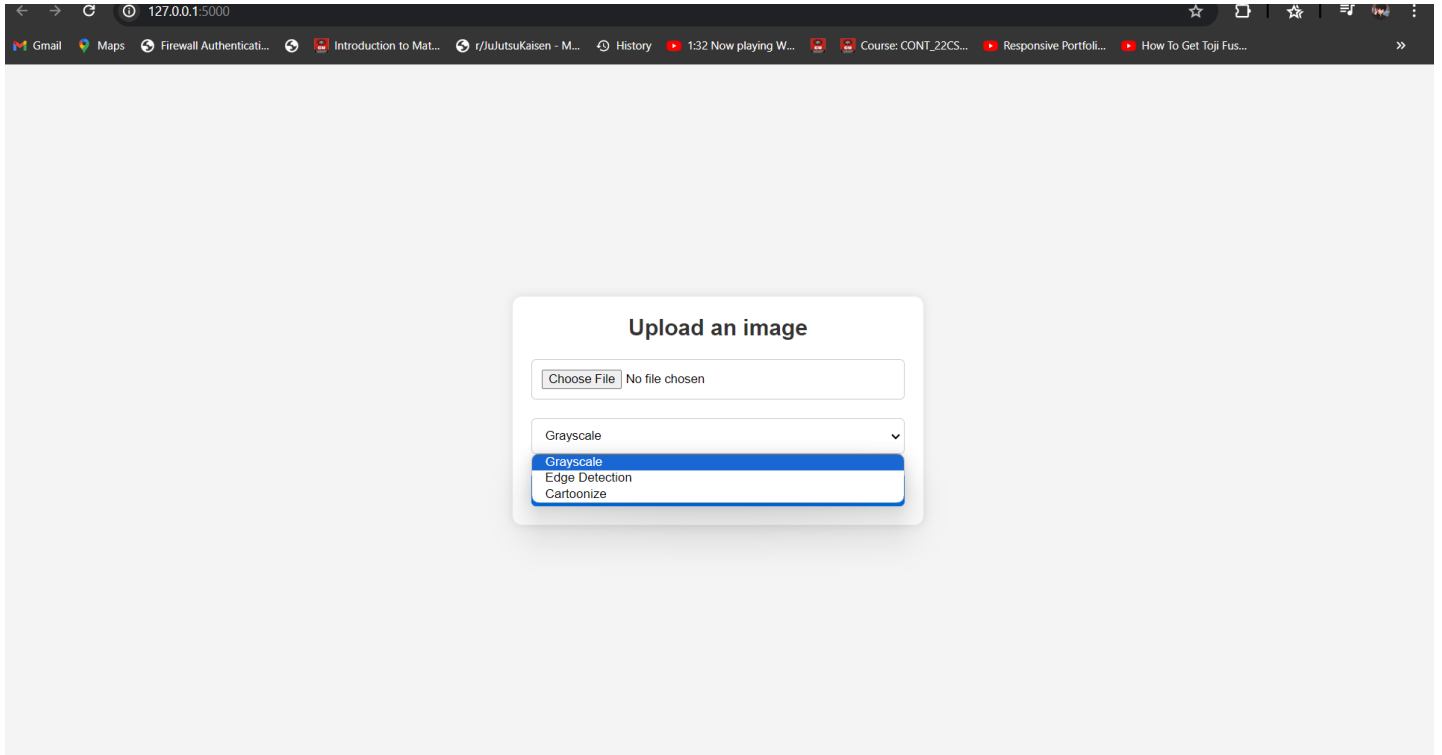 127.0.0.1:5000
Gmail Maps Firewall Authenticati... Introduction to Mat... r/JuJutsuKaisen - M... History 1:32 Now playing W... Course: CONT_22CS... Responsive Portfoli... How To Get Toji Fus... »
Upload an image
Choose File No file chosen
Grayscale
Grayscale
Edge Detection
Cartoonize